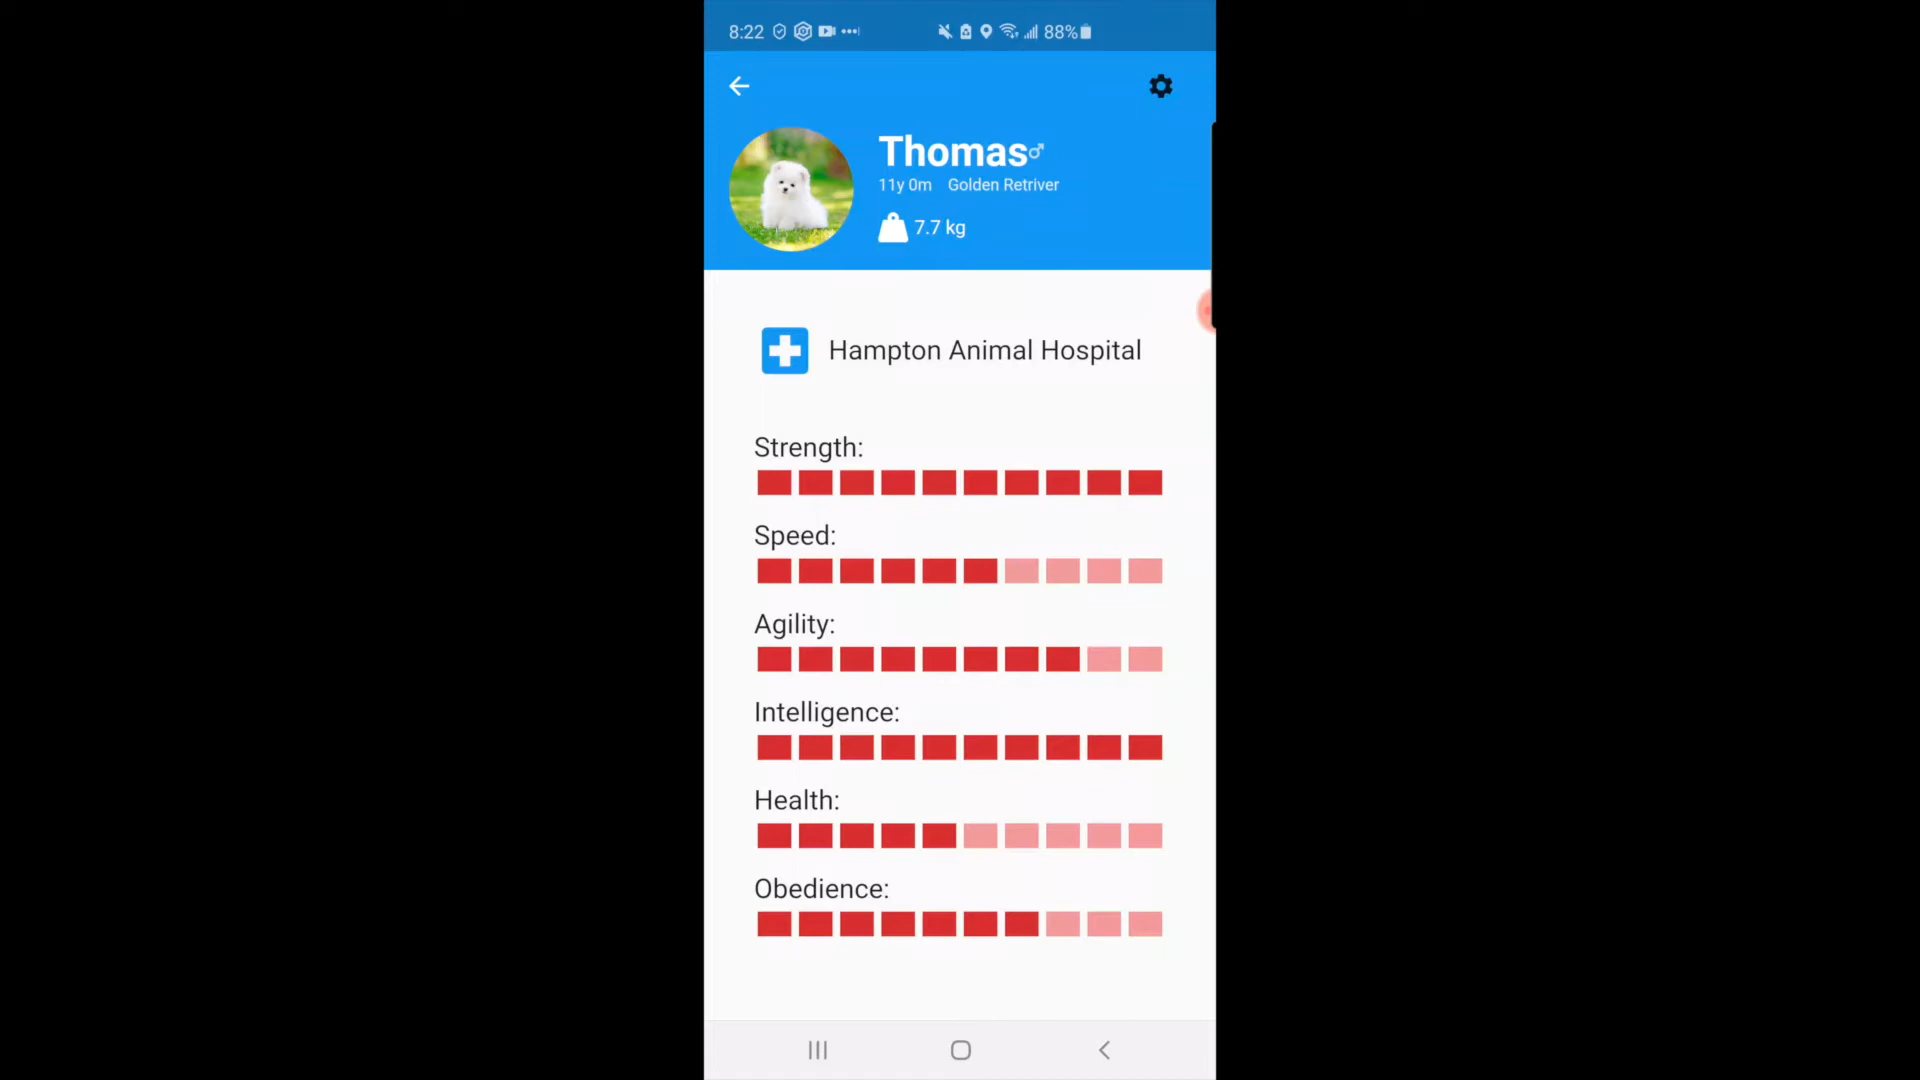 8:22 88%
Thomas♂
11y 0m Golden Retriver
7.7 kg
Hampton Animal Hospital
Strength:
Speed:
Agility:
Intelligence:
Health:
Obedience: